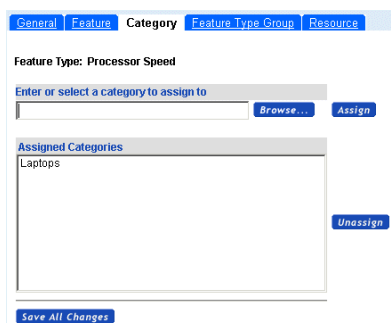 General Feature Category Feature Type Group Resource
Feature Type: Processor Speed
Enter or select a category to assign to
Browse... Assign
Assigned Categories
Laptops
Unassign
Save All Changes